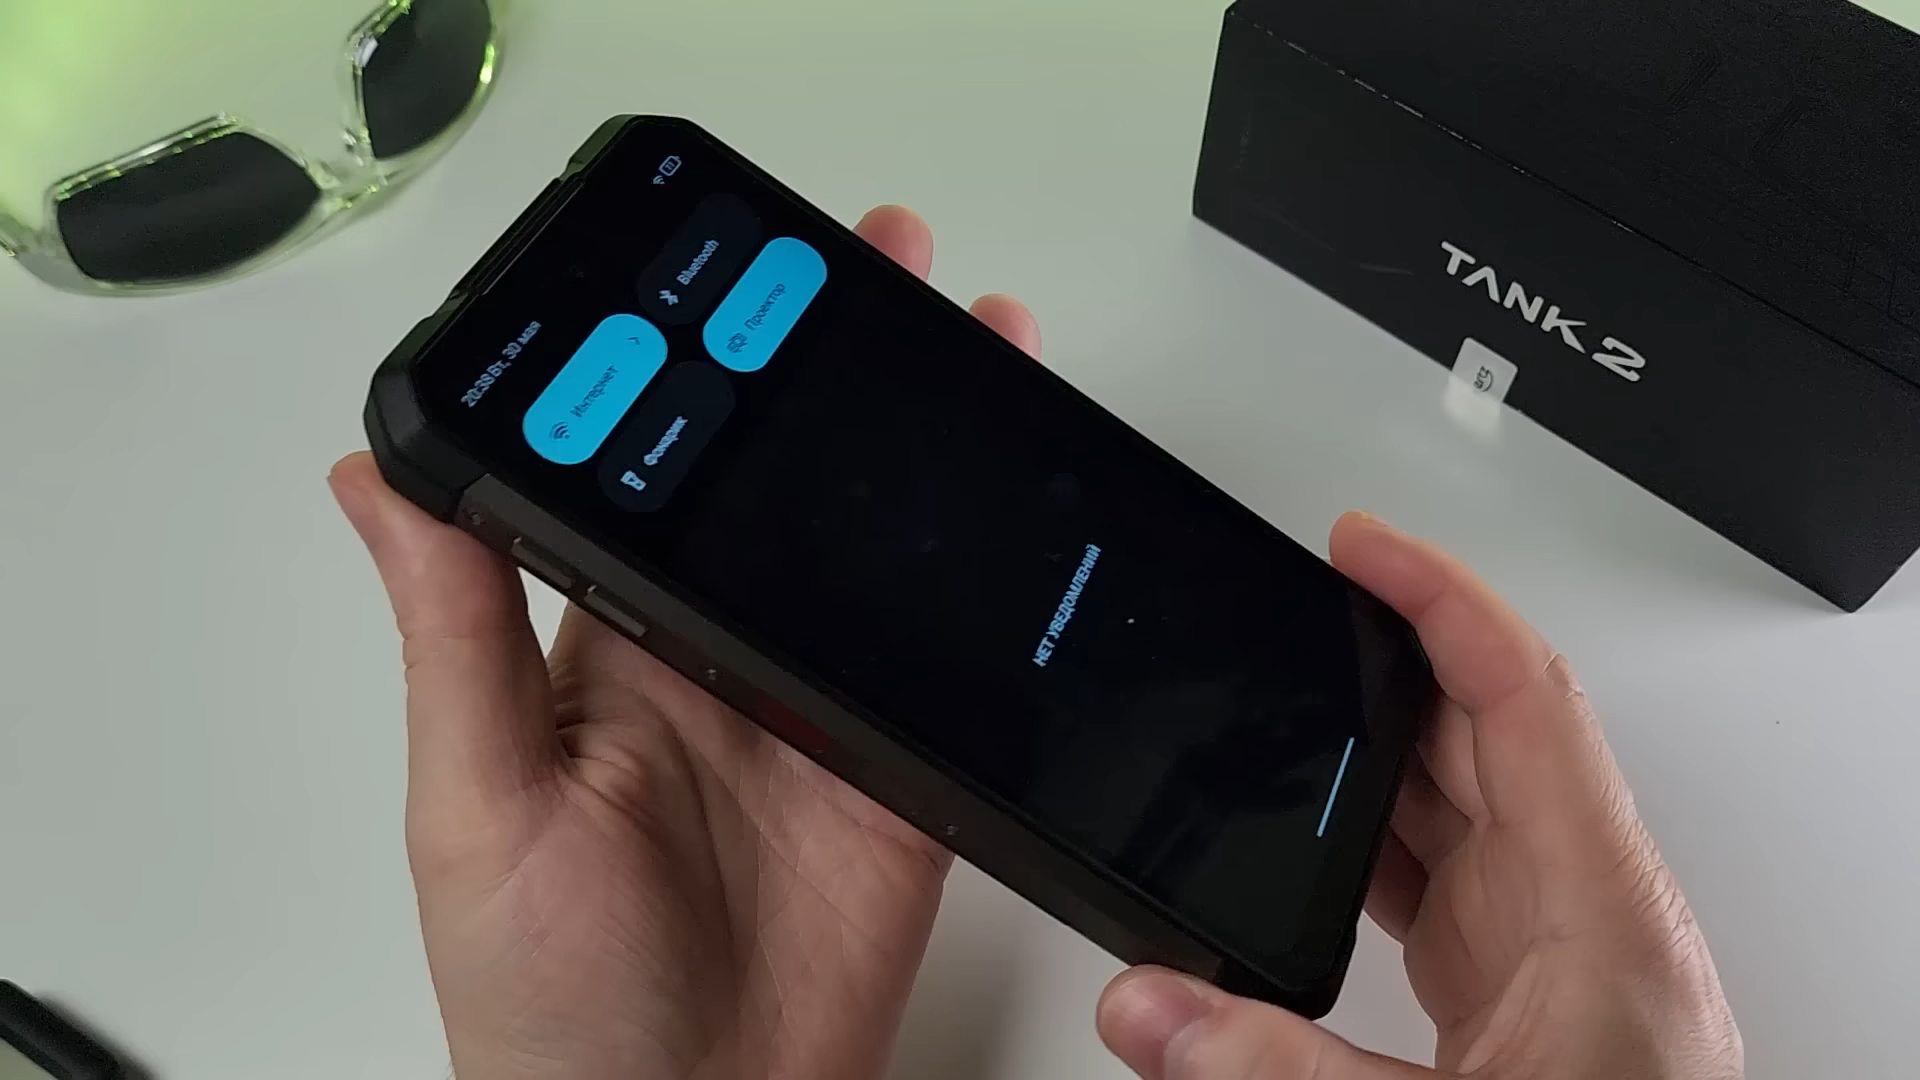 20:38 Вт, 30 мая
Интернет
Bluetooth
Фонарик
Проектор
НЕТ УВЕДОМЛЕНИЙ
TANK 2